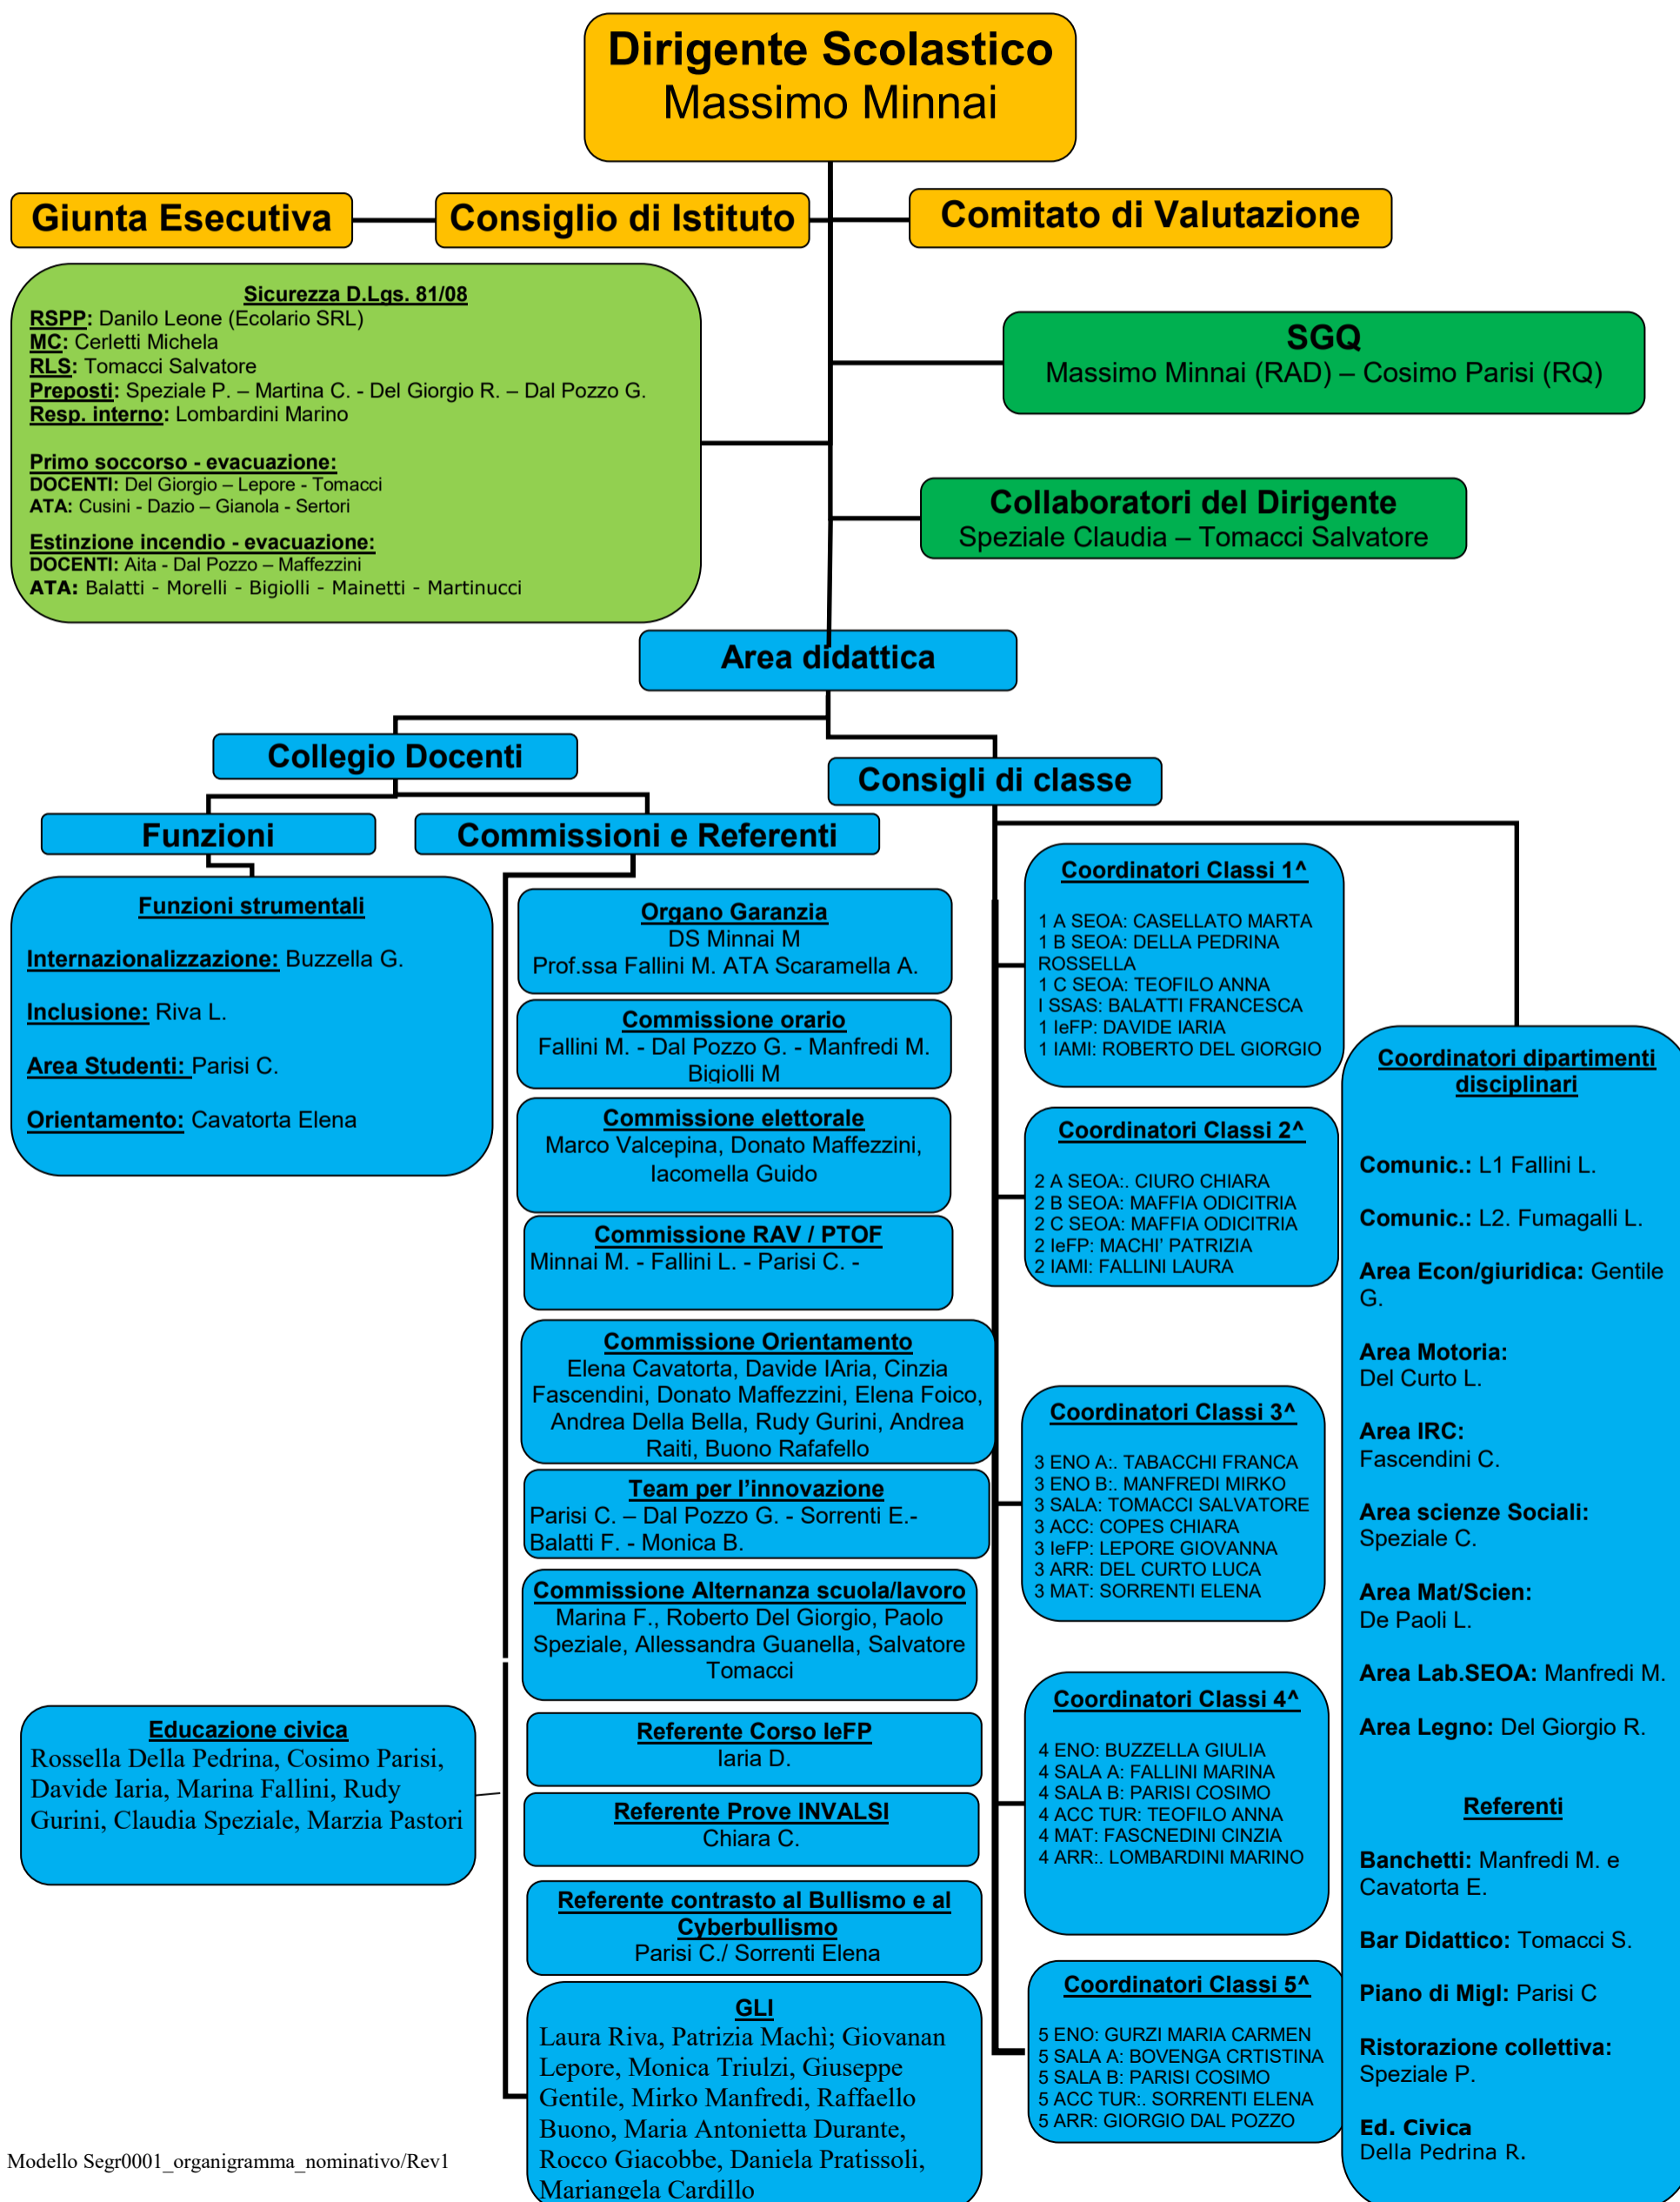 Dirigente Scolastico
Massimo Minnai
Giunta Esecutiva
Consiglio di Istituto
Comitato di Valutazione
Sicurezza D.Lgs. 81/08
RSPP: Danilo Leone (Ecolario SRL)
MC: Cerletti Michela
RLS: Tomacci Salvatore
Preposti: Speziale P. – Martina C. - Del Giorgio R. – Dal Pozzo G.
Resp. interno: Lombardini Marino
Primo soccorso - evacuazione:
DOCENTI: Del Giorgio – Lepore - Tomacci
ATA: Cusini - Dazio – Gianola - Sertori
Estinzione incendio - evacuazione:
DOCENTI: Aita - Dal Pozzo – Maffezzini
ATA: Balatti - Morelli - Bigiolli - Mainetti - Martinucci
SGQ
Massimo Minnai (RAD) – Cosimo Parisi (RQ)
Collaboratori del Dirigente
Speziale Claudia – Tomacci Salvatore
Area didattica
Collegio Docenti
Consigli di classe
Funzioni
Commissioni e Referenti
Funzioni strumentali
Internazionalizzazione: Buzzella G.
Inclusione: Riva L.
Area Studenti: Parisi C.
Orientamento: Cavatorta Elena
Organo Garanzia
DS Minnai M
Prof.ssa Fallini M. ATA Scaramella A.
Commissione orario
Fallini M. - Dal Pozzo G. - Manfredi M.
Bigiolli M
Commissione elettorale
Marco Valcepina, Donato Maffezzini,
Iacomella Guido
Commissione RAV / PTOF
Minnai M. - Fallini L. - Parisi C. -
Commissione Orientamento
Elena Cavatorta, Davide IAria, Cinzia
Fascendini, Donato Maffezzini, Elena Foico,
Andrea Della Bella, Rudy Gurini, Andrea
Raiti, Buono Rafafello
Team per l’innovazione
Parisi C. – Dal Pozzo G. - Sorrenti E.-
Balatti F. - Monica B.
Commissione Alternanza scuola/lavoro
Marina F., Roberto Del Giorgio, Paolo
Speziale, Allessandra Guanella, Salvatore
Tomacci
Educazione civica
Rossella Della Pedrina, Cosimo Parisi,
Davide Iaria, Marina Fallini, Rudy
Gurini, Claudia Speziale, Marzia Pastori
Referente Corso IeFP
Iaria D.
Referente Prove INVALSI
Chiara C.
Referente contrasto al Bullismo e al
Cyberbullismo
Parisi C./ Sorrenti Elena
GLI
Laura Riva, Patrizia Machì; Giovanan
Lepore, Monica Triulzi, Giuseppe
Gentile, Mirko Manfredi, Raffaello
Buono, Maria Antonietta Durante,
Rocco Giacobbe, Daniela Pratissoli,
Mariangela Cardillo
Coordinatori Classi 1^
1 A SEOA: CASELLATO MARTA
1 B SEOA: DELLA PEDRINA
ROSSELLA
1 C SEOA: TEOFILO ANNA
I SSAS: BALATTI FRANCESCA
1 IeFP: DAVIDE IARIA
1 IAMI: ROBERTO DEL GIORGIO
Coordinatori Classi 2^
2 A SEOA:. CIURO CHIARA
2 B SEOA: MAFFIA ODICITRIA
2 C SEOA: MAFFIA ODICITRIA
2 IeFP: MACHI’ PATRIZIA
2 IAMI: FALLINI LAURA
Coordinatori Classi 3^
3 ENO A:. TABACCHI FRANCA
3 ENO B:. MANFREDI MIRKO
3 SALA: TOMACCI SALVATORE
3 ACC: COPES CHIARA
3 IeFP: LEPORE GIOVANNA
3 ARR: DEL CURTO LUCA
3 MAT: SORRENTI ELENA
Coordinatori Classi 4^
4 ENO: BUZZELLA GIULIA
4 SALA A: FALLINI MARINA
4 SALA B: PARISI COSIMO
4 ACC TUR: TEOFILO ANNA
4 MAT: FASCNEDINI CINZIA
4 ARR:. LOMBARDINI MARINO
Coordinatori Classi 5^
5 ENO: GURZI MARIA CARMEN
5 SALA A: BOVENGA CRTISTINA
5 SALA B: PARISI COSIMO
5 ACC TUR:. SORRENTI ELENA
5 ARR: GIORGIO DAL POZZO
Coordinatori dipartimenti
disciplinari
Comunic.: L1 Fallini L.
Comunic.: L2. Fumagalli L.
Area Econ/giuridica: Gentile
G.
Area Motoria:
Del Curto L.
Area IRC:
Fascendini C.
Area scienze Sociali:
Speziale C.
Area Mat/Scien:
De Paoli L.
Area Lab.SEOA: Manfredi M.
Area Legno: Del Giorgio R.
Referenti
Banchetti: Manfredi M. e
Cavatorta E.
Bar Didattico: Tomacci S.
Piano di Migl: Parisi C
Ristorazione collettiva:
Speziale P.
Ed. Civica
Della Pedrina R.
Modello Segr0001_organigramma_nominativo/Rev1